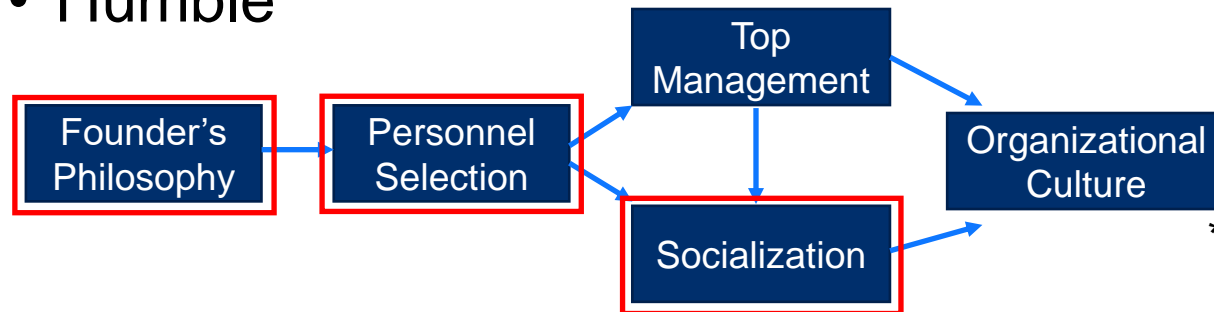 • Humble
Top
Management
Founder's
Philosophy
Personnel
Selection
Organizational
Culture
*
Socialization